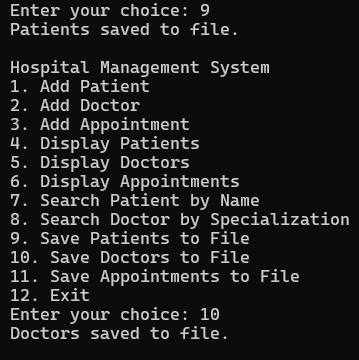 Enter your choice: 9
Patients saved to file.

Hospital Management System
1. Add Patient
2. Add Doctor
3. Add Appointment
4. Display Patients
5. Display Doctors
6. Display Appointments
7. Search Patient by Name
8. Search Doctor by Specialization
9. Save Patients to File
10. Save Doctors to File
11. Save Appointments to File
12. Exit
Enter your choice: 10
Doctors saved to file.